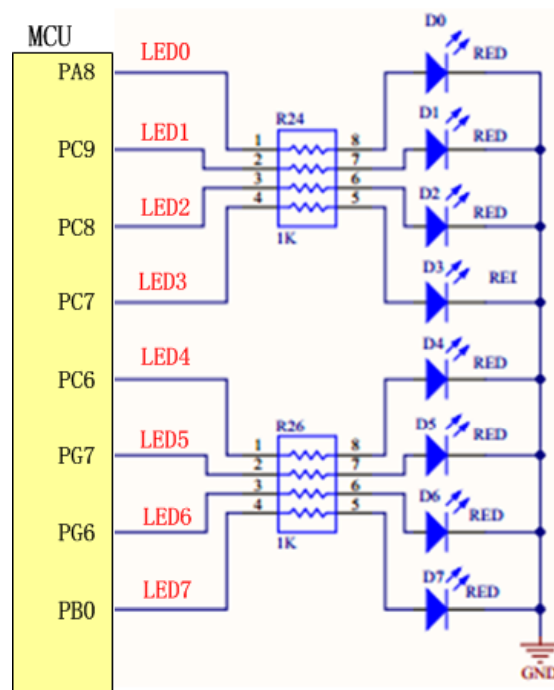 MCU
PA8 LED0 D0 RED
R24
PC9 LED1 1 8 D1 RED
2 7
PC8 LED2 3 6 D2 RED
4 5
1K
PC7 LED3 D3 REI
PC6 LED4 D4 RED
R26
PG7 LED5 1 8 D5 RED
2 7
PG6 LED6 3 6 D6 RED
4 5
1K
PB0 LED7 D7 RED
GND